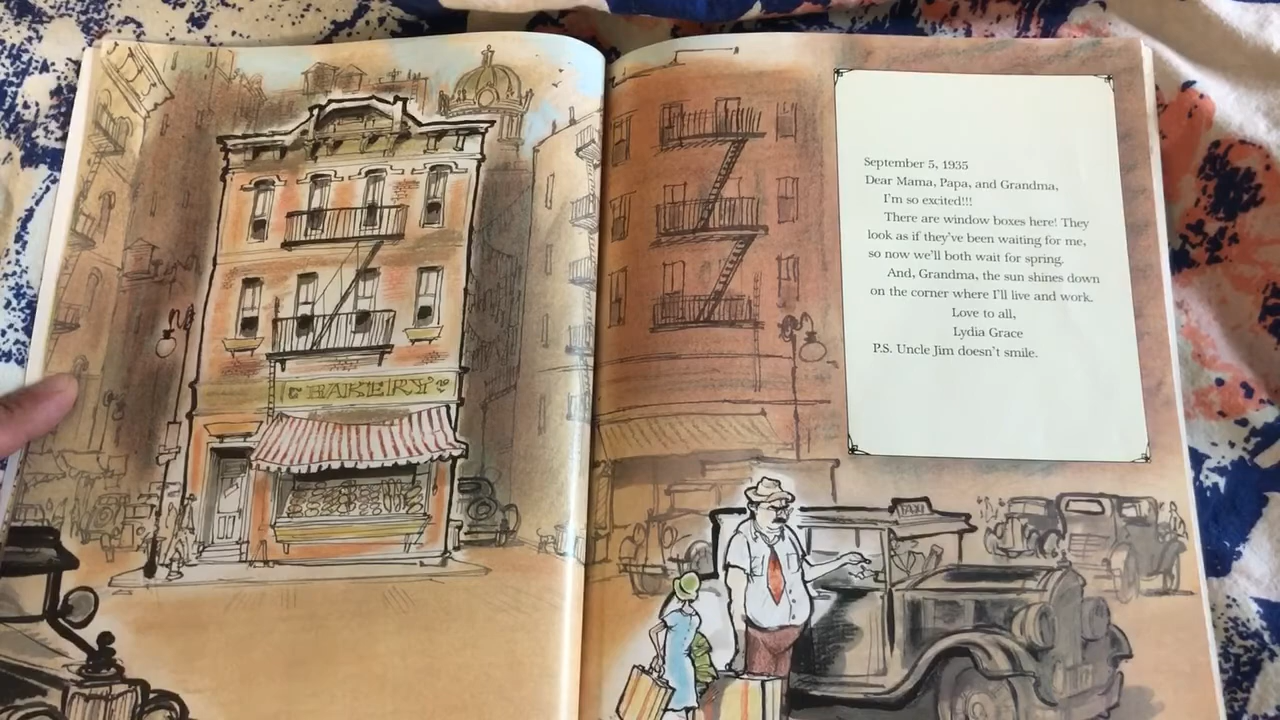 BAKERY
September 5, 1935
Dear Mama, Papa, and Grandma,
I'm so excited!!!
There are window boxes here! They
look as if they've been waiting for me,
so now we'll both wait for spring.
And, Grandma, the sun shines down
on the corner where I'll live and work.
Love to all,
Lydia Grace
P.S. Uncle Jim doesn't smile.
TAXI